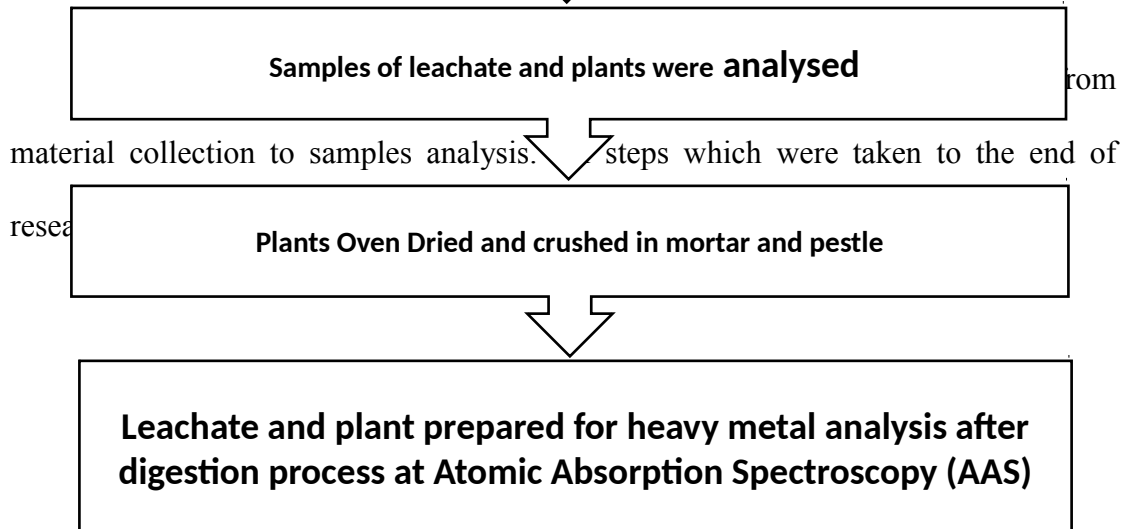 Samples of leachate and plants were analysed
rom
material collection to samples analysis. steps which were taken to the end of
resea
Plants Oven Dried and crushed in mortar and pestle
Leachate and plant prepared for heavy metal analysis after
digestion process at Atomic Absorption Spectroscopy (AAS)